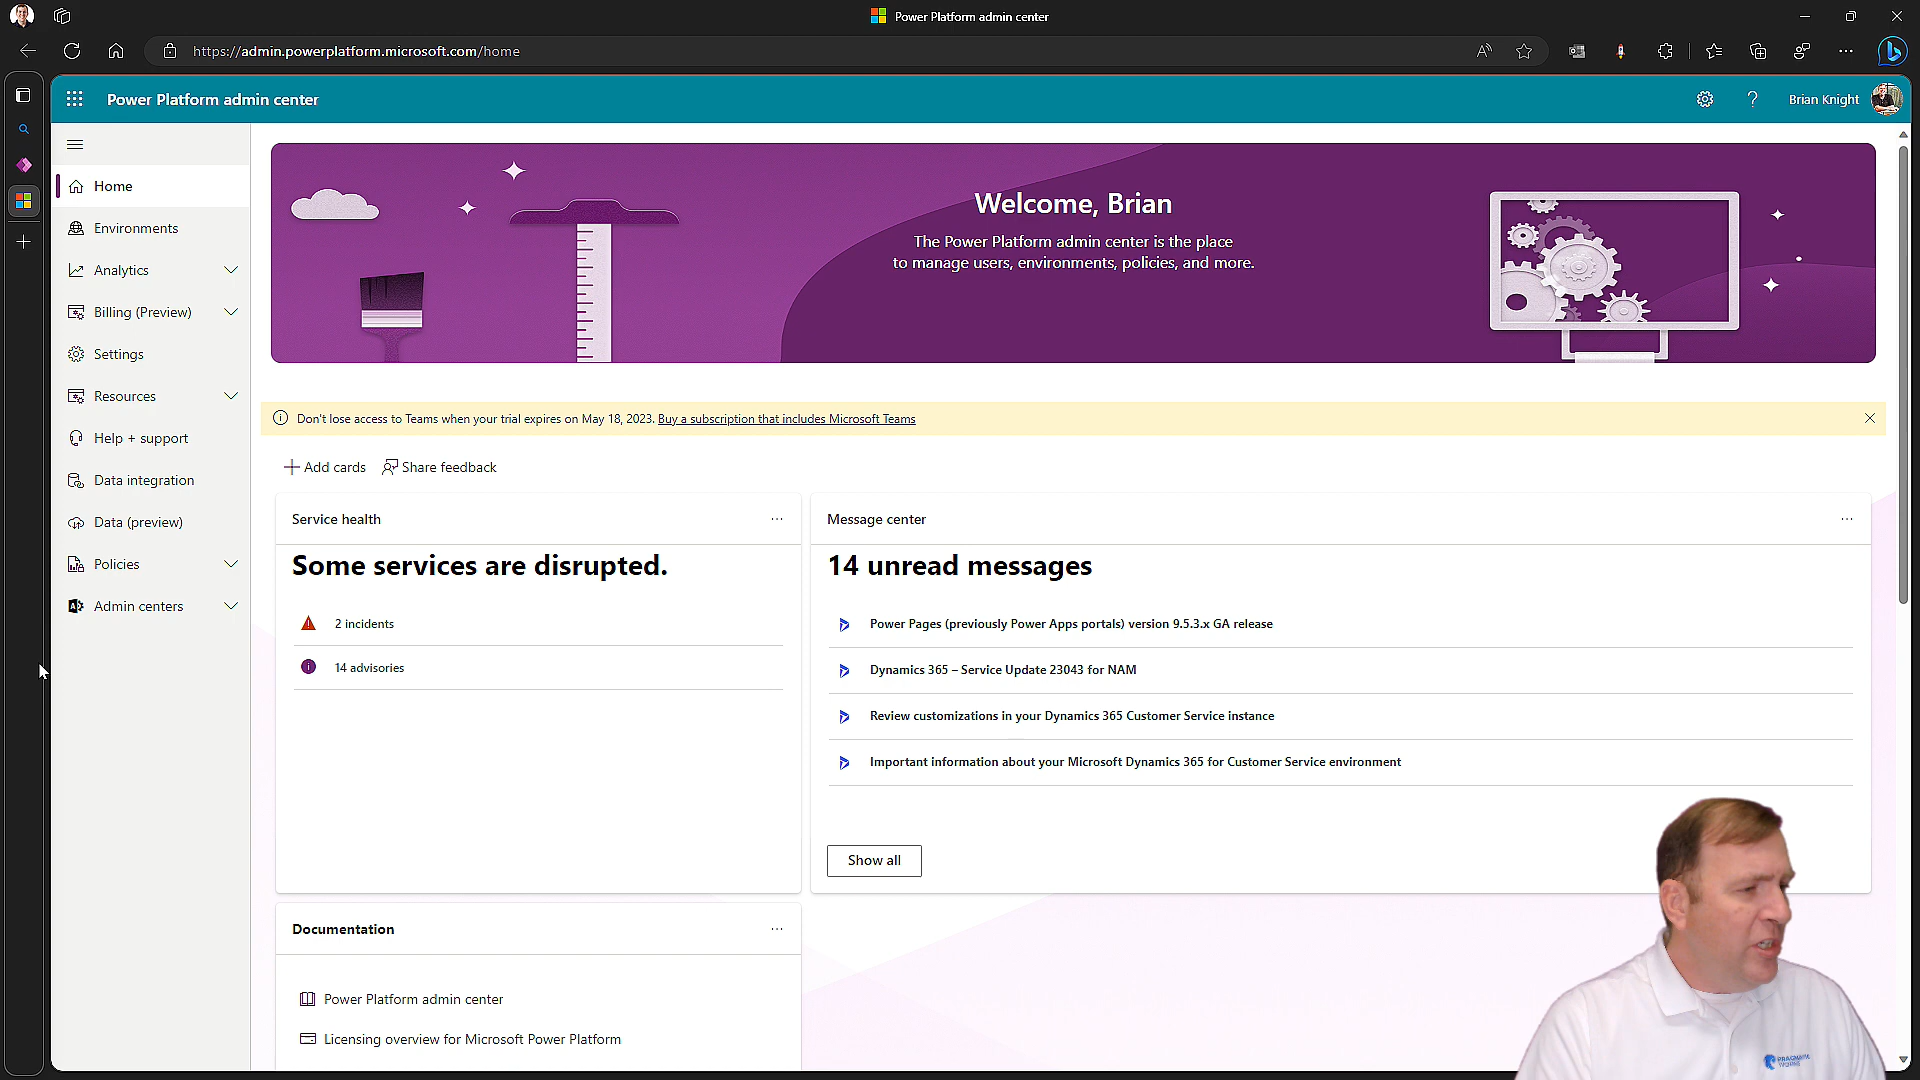 Power Platform admin center
https://admin.powerplatform.microsoft.com/home
Power Platform admin center
Brian Knight
Home
Environments
Analytics
Billing (Preview)
Settings
Resources
Help + support
Data integration
Data (preview)
Policies
Admin centers
Welcome, Brian
The Power Platform admin center is the place
to manage users, environments, policies, and more.
Don't lose access to Teams when your trial expires on May 18, 2023. Buy a subscription that includes Microsoft Teams
Add cards
Share feedback
Service health
Some services are disrupted.
2 incidents
14 advisories
Message center
14 unread messages
Power Pages (previously Power Apps portals) version 9.5.3.x GA release
Dynamics 365 – Service Update 23043 for NAM
Review customizations in your Dynamics 365 Customer Service instance
Important information about your Microsoft Dynamics 365 for Customer Service environment
Show all
Documentation
Power Platform admin center
Licensing overview for Microsoft Power Platform
PRAGMATIC
WORKS